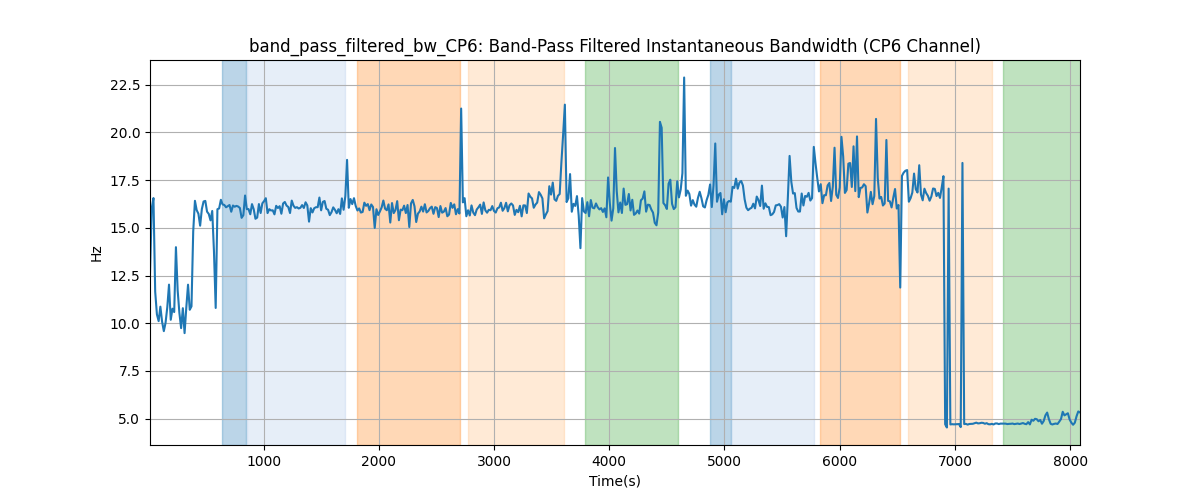 band_pass_filtered_bw_CP6: Band-Pass Filtered Instantaneous Bandwidth (CP6 Channel)
22.5
20.0
17.5
15.0
12.5
10.0
7.5
5.0
Hz
1000 2000 3000 4000 5000 6000 7000 8000
Time(s)